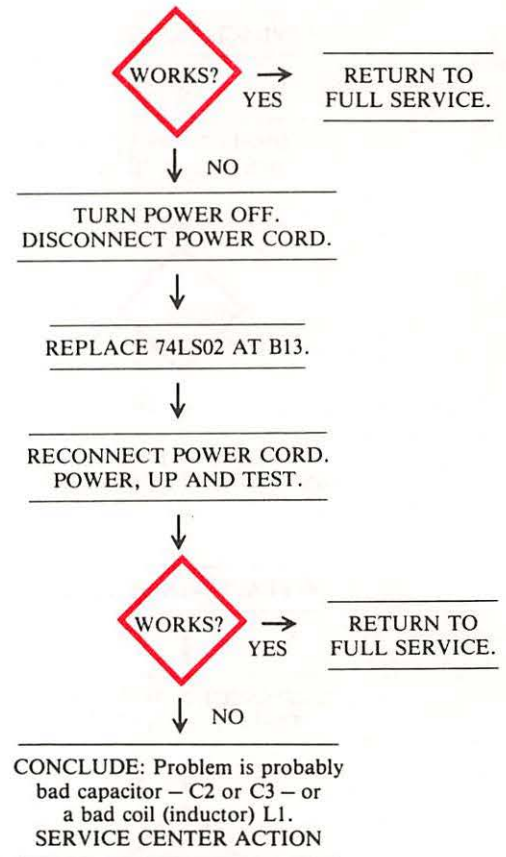 WORKS?
YES
RETURN TO
FULL SERVICE.
NO
TURN POWER OFF.
DISCONNECT POWER CORD.
REPLACE 74LS02 AT B13.
RECONNECT POWER CORD.
POWER, UP AND TEST.
WORKS?
YES
RETURN TO
FULL SERVICE.
NO
CONCLUDE: Problem is probably
bad capacitor – C2 or C3 – or
a bad coil (inductor) L1.
SERVICE CENTER ACTION